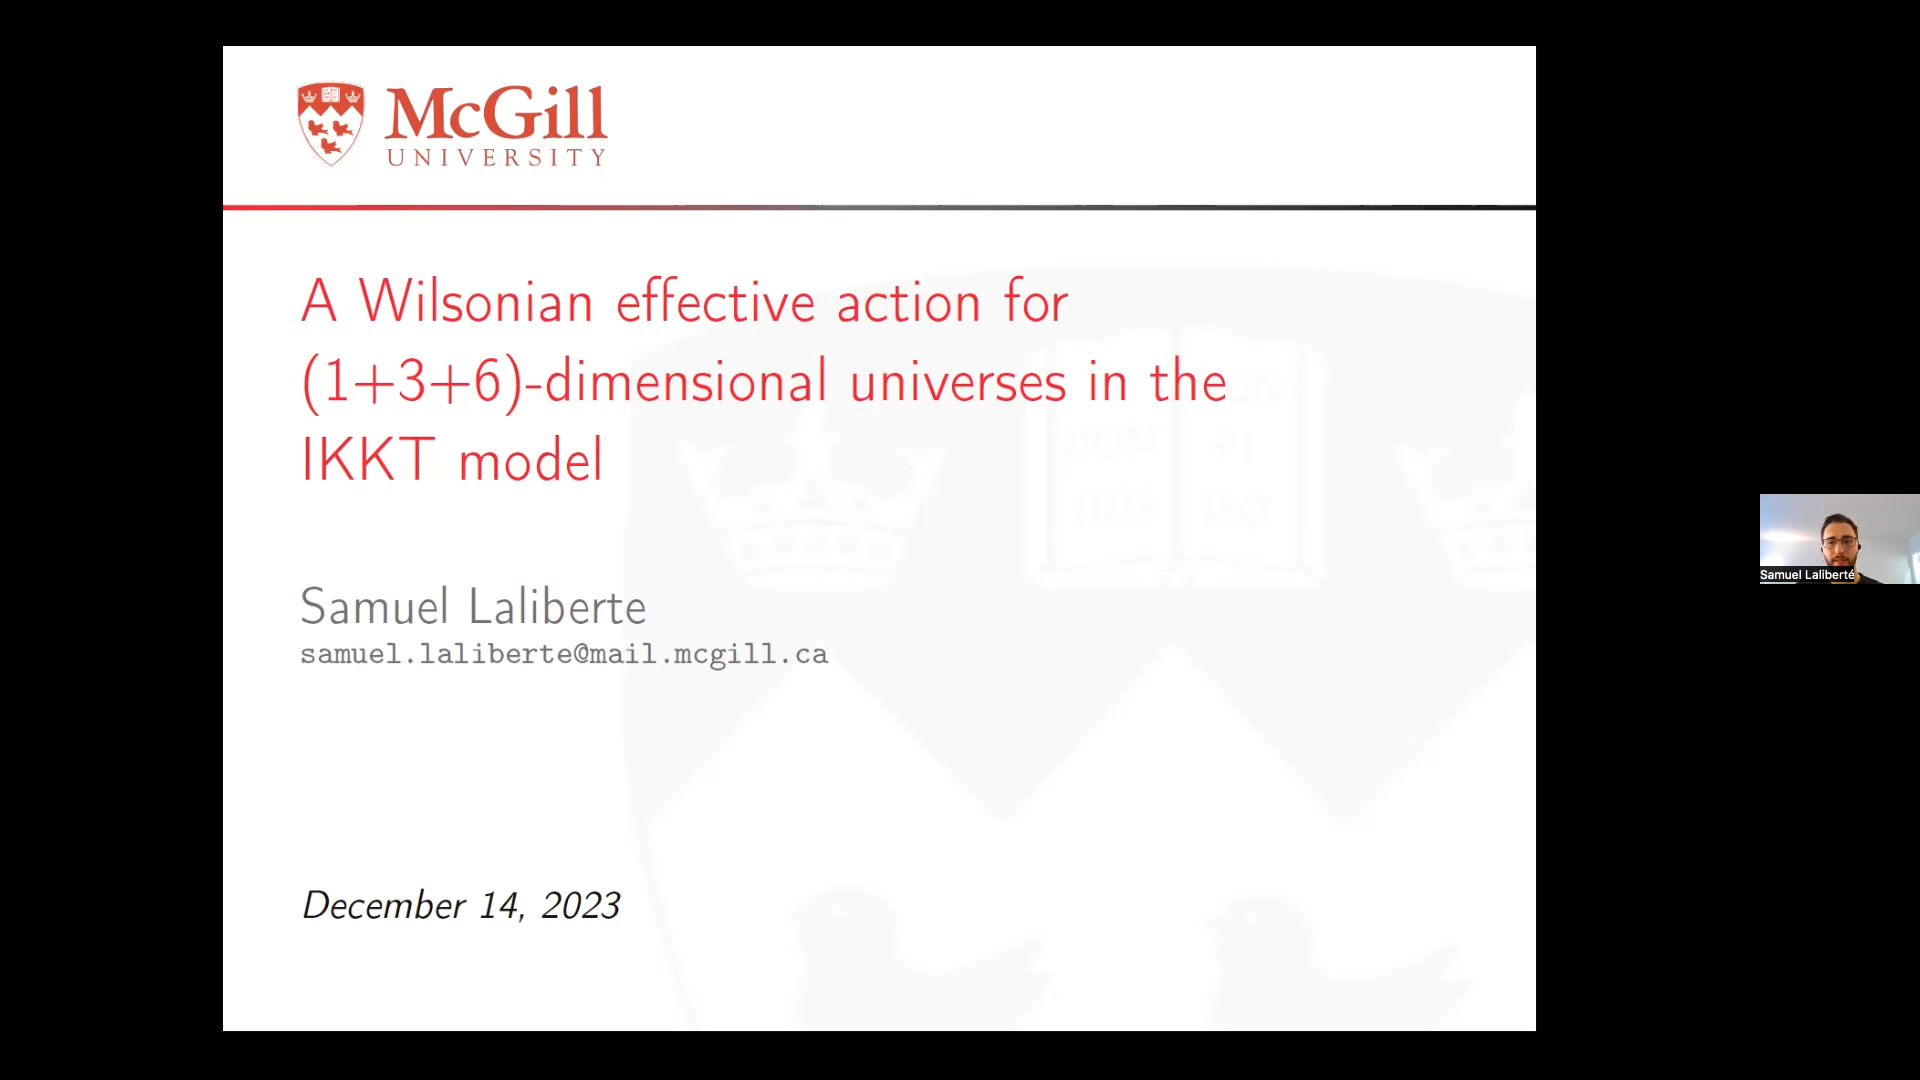 McGill
UNIVERSITY
A Wilsonian effective action for
(1+3+6)-dimensional universes in the
IKKT model
Samuel Laliberte
samuel.laliberte@mail.mcgill.ca
December 14, 2023
Samuel Laliberté